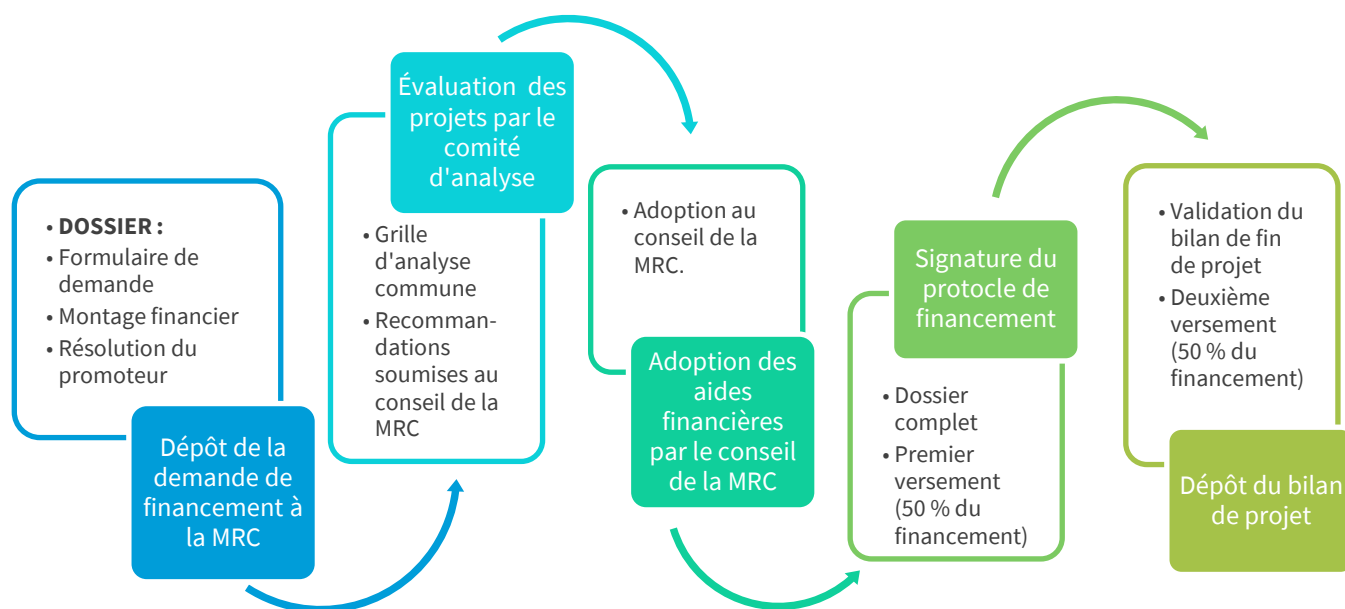 • DOSSIER :
• Formulaire de
demande
• Montage financier
• Résolution du
promoteur
Dépôt de la
demande de
financement à
la MRC
Évaluation des
projets par le
comité
d'analyse
• Grille
d'analyse
commune
• Recomman-
dations
soumises au
conseil de la
MRC
• Adoption au
conseil de la
MRC.
Adoption des
aides
financières
par le conseil
de la MRC
Signature du
protocle de
financement
• Dossier
complet
• Premier
versement
(50 % du
financement)
• Validation du
bilan de fin
de projet
• Deuxième
versement
(50 % du
financement)
Dépôt du bilan
de projet